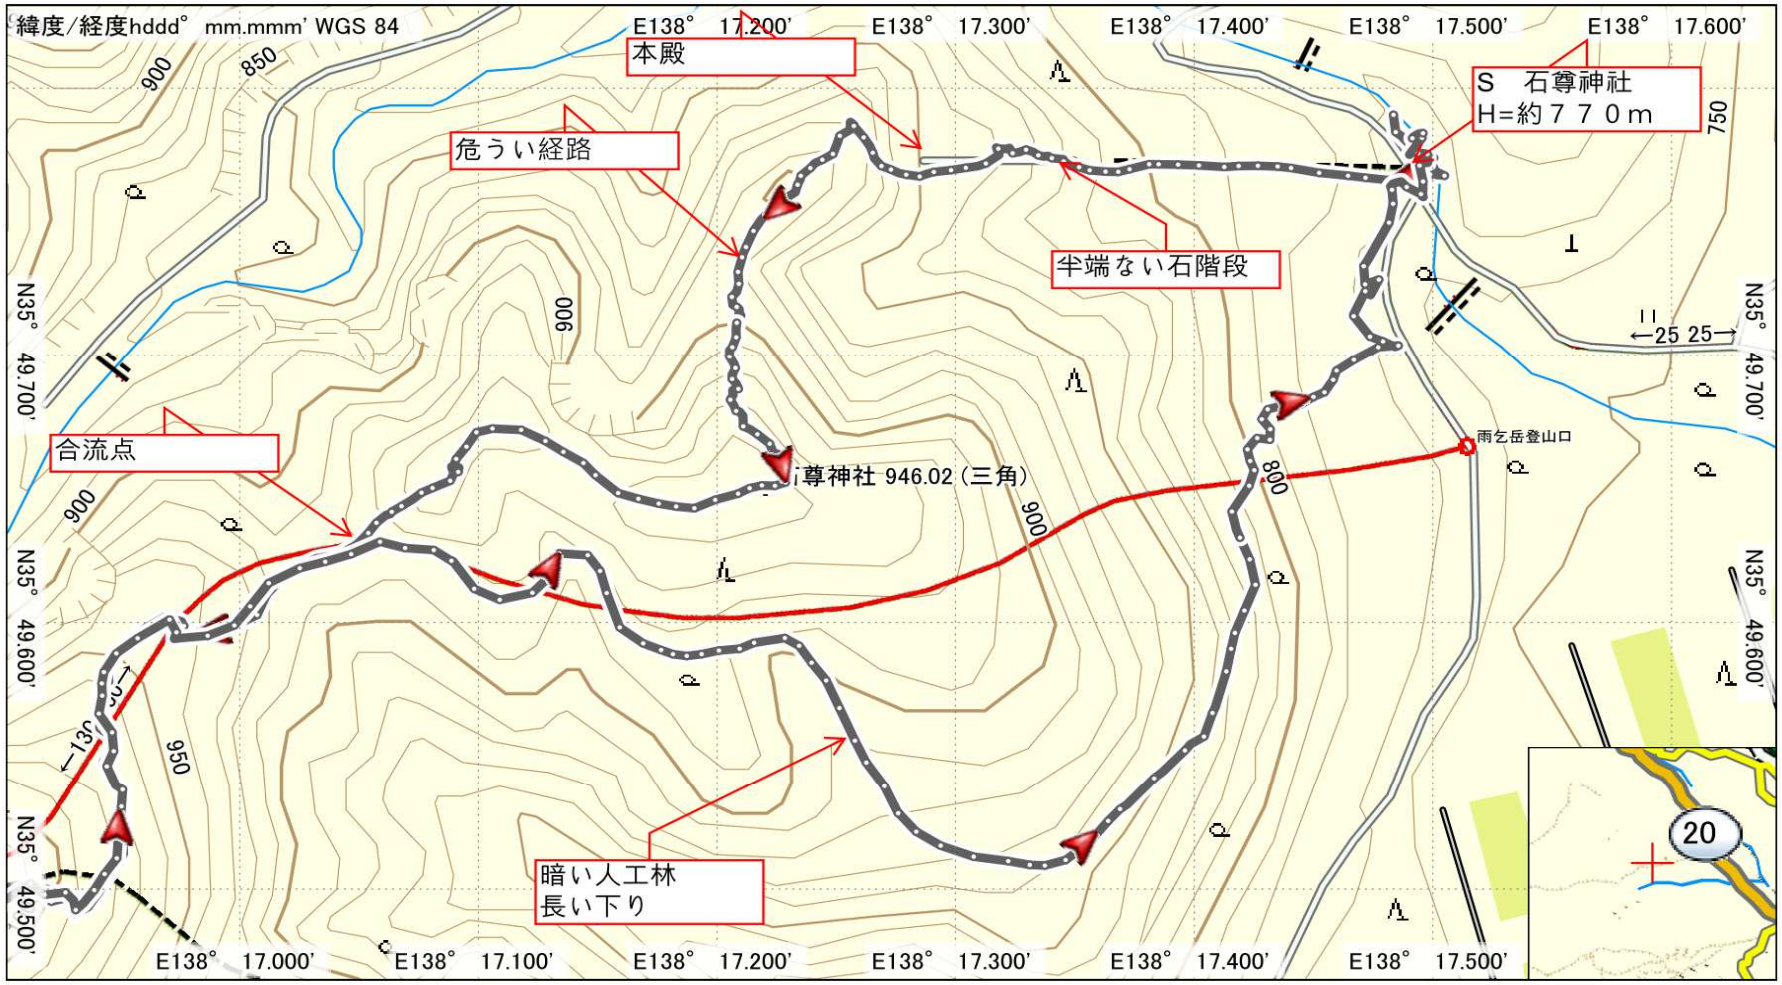 緯度/経度hddd° mm.mmm' WGS 84
E138° 17.200'
E138° 17.300'
E138° 17.400'
E138° 17.500'
E138° 17.600'
900
850
本殿
S 石尊神社
H=約７７０ｍ
750
危うい経路
半端ない石階段
N35° 49.700'
900
←25 25→
N35° 49.700'
合流点
雨乞岳登山口
尊神社 946.02 (三角)
800
900
900
N35° 49.600'
N35° 49.600'
950
20
N35° 49.500'
暗い人工林
長い下り
E138° 17.000'
E138° 17.100'
E138° 17.200'
E138° 17.300'
E138° 17.400'
E138° 17.500'